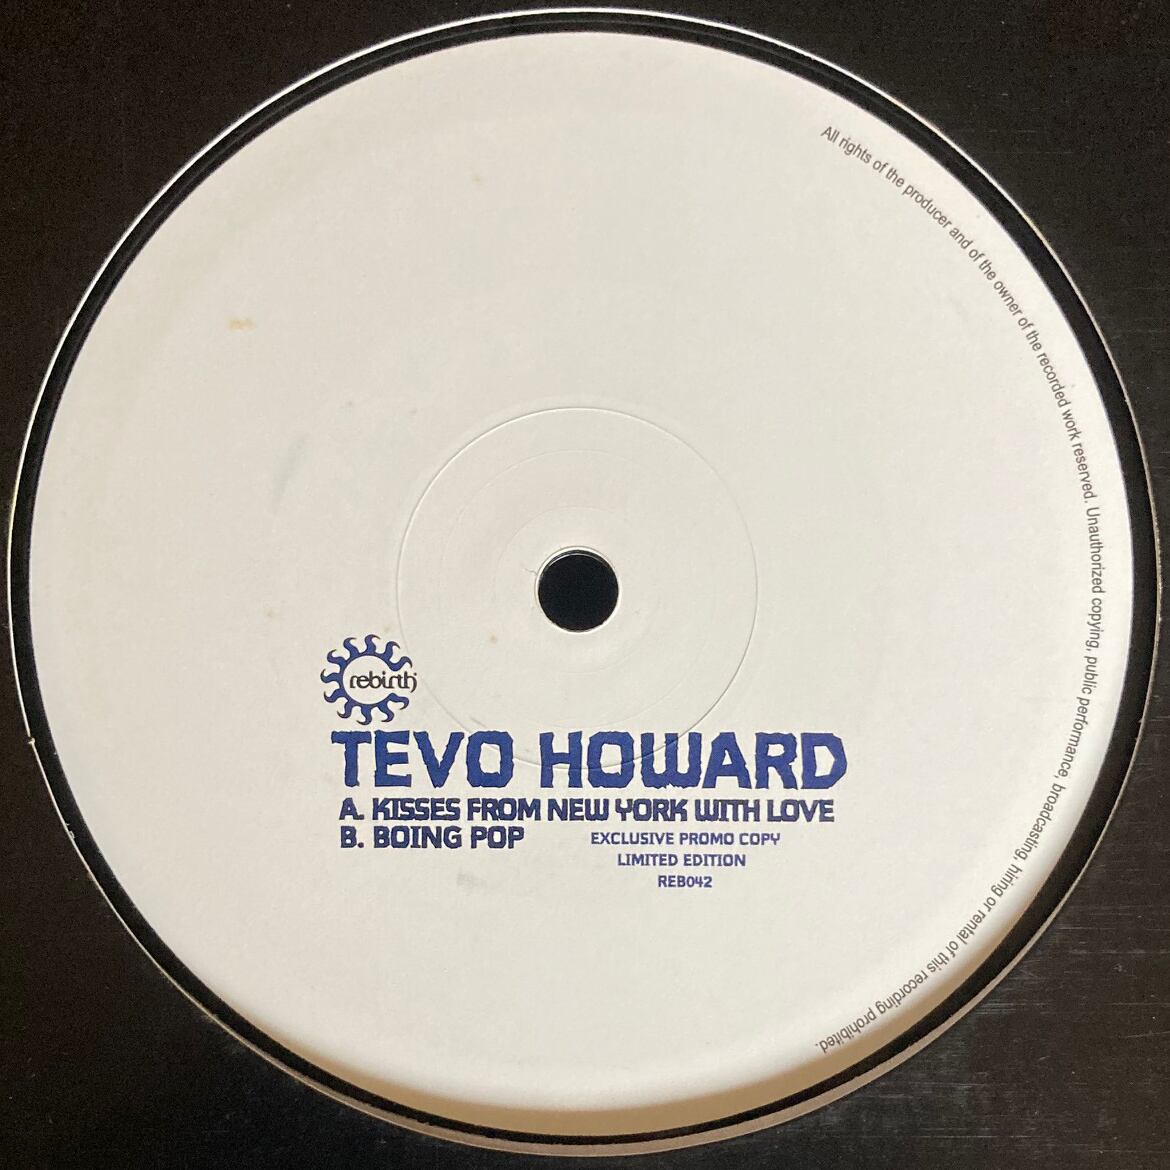 All rights of the producer and of the owner of the recorded work reserved. Unauthorized copying, public performance, broadcasting, hiring or rental of this recording prohibited.
rebirth
TEVO HOWARD
A. KISSES FROM NEW YORK WITH LOVE
B. BOING POP
EXCLUSIVE PROMO COPY
LIMITED EDITION
REB042